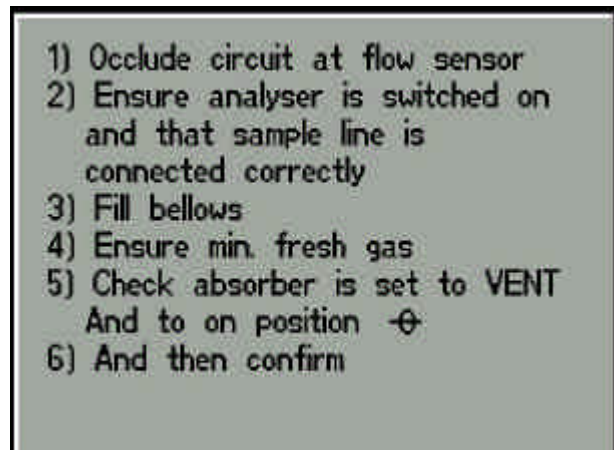 1) Occlude circuit at flow sensor
2) Ensure analyser is switched on
and that sample line is
connected correctly
3) Fill bellows
4) Ensure min. fresh gas
5) Check absorber is set to VENT
And to on position
6) And then confirm